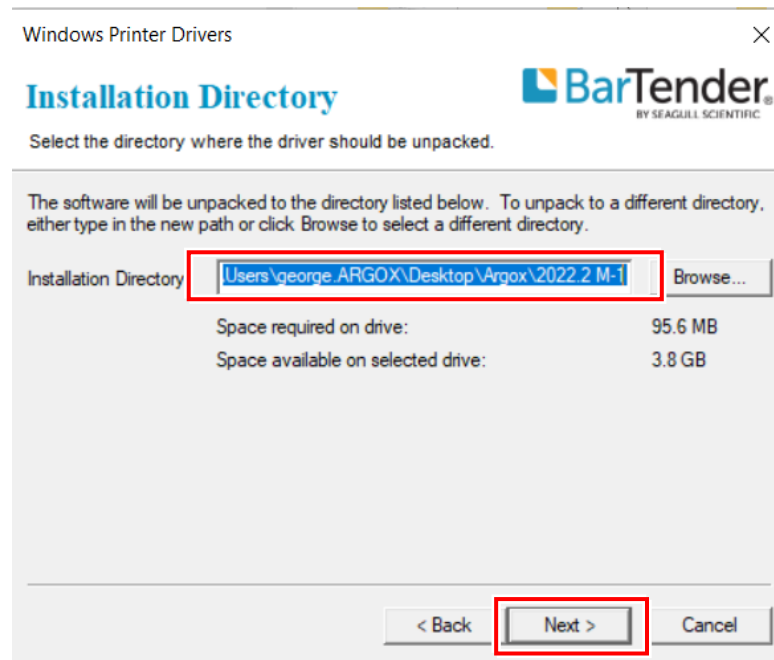 Windows Printer Drivers
Installation Directory
BarTender®
BY SEAGULL SCIENTIFIC
Select the directory where the driver should be unpacked.
The software will be unpacked to the directory listed below. To unpack to a different directory,
either type in the new path or click Browse to select a different directory.
Installation Directory
Users\george.ARGOX\Desktop\Argox\2022.2 M-1
Browse...
Space required on drive: 95.6 MB
Space available on selected drive: 3.8 GB
< Back Next > Cancel